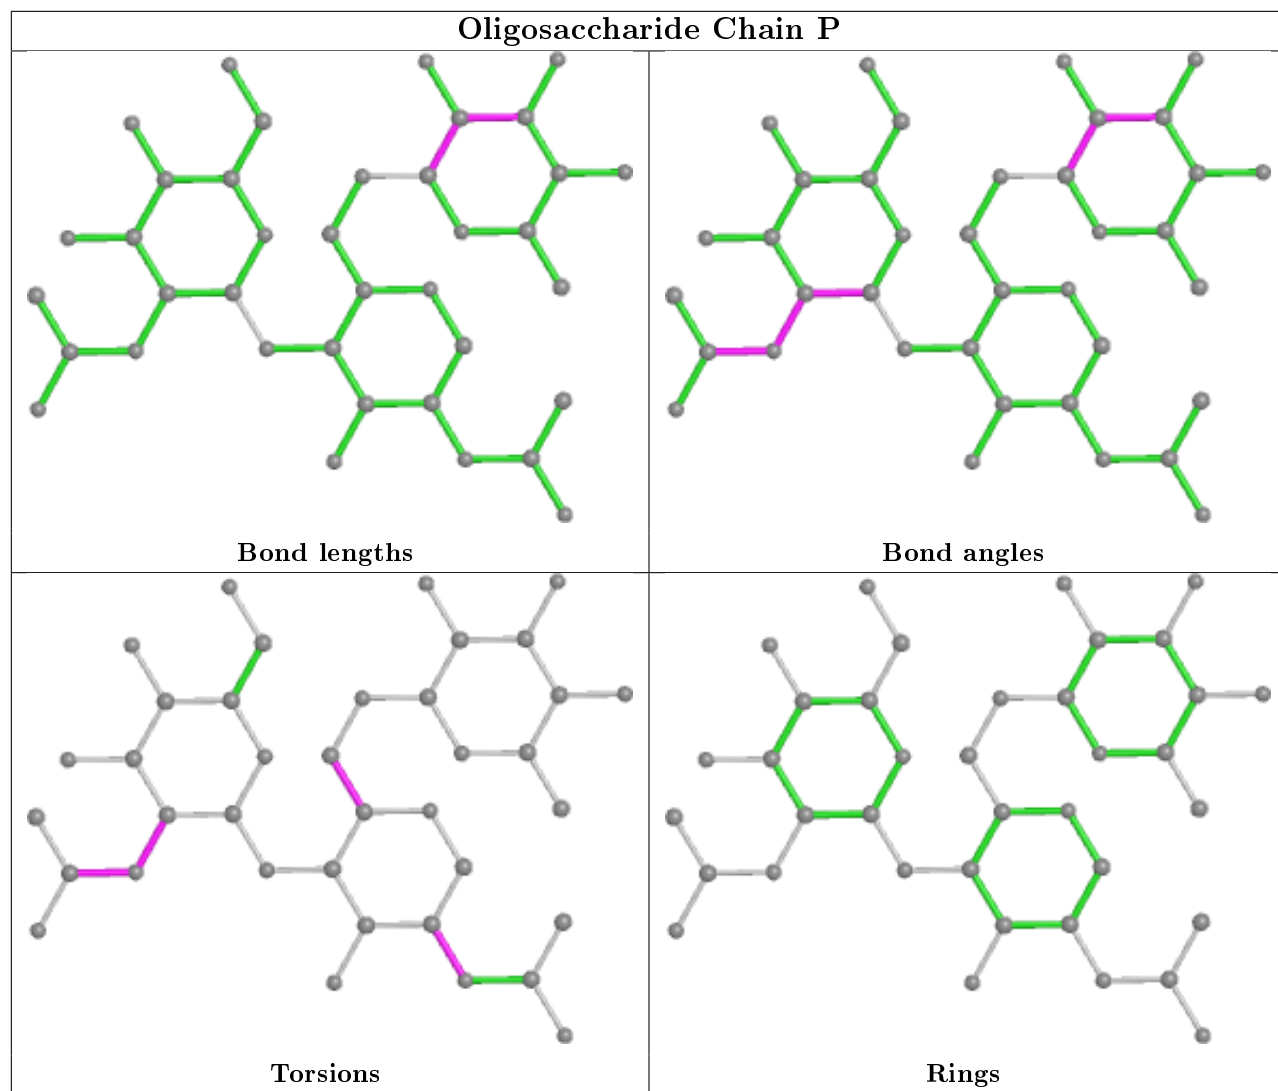 Oligosaccharide Chain P
Bond lengths
Bond angles
Torsions
Rings